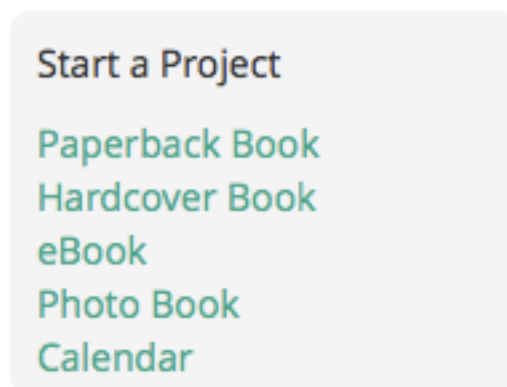 Start a Project
Paperback Book
Hardcover Book
eBook
Photo Book
Calendar